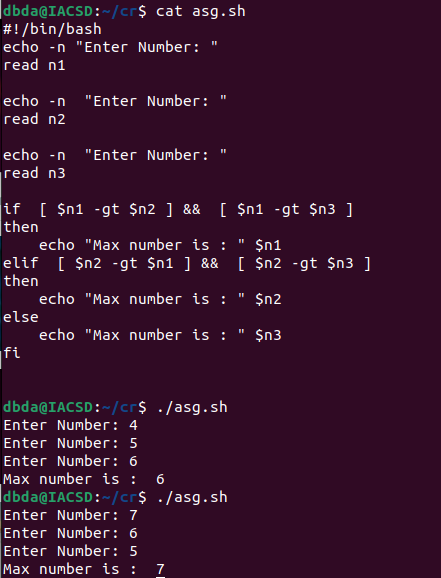 dbda@IACSD:~/cr$ cat asg.sh
#!/bin/bash
echo -n "Enter Number: "
read n1

echo -n  "Enter Number: "
read n2

echo -n  "Enter Number: "
read n3

if  [ $n1 -gt $n2 ] &&  [ $n1 -gt $n3 ]
then
    echo "Max number is : " $n1
elif  [ $n2 -gt $n1 ] &&  [ $n2 -gt $n3 ]
then
    echo "Max number is : " $n2
else
    echo "Max number is : " $n3
fi


dbda@IACSD:~/cr$ ./asg.sh
Enter Number: 4
Enter Number: 5
Enter Number: 6
Max number is :  6
dbda@IACSD:~/cr$ ./asg.sh
Enter Number: 7
Enter Number: 6
Enter Number: 5
Max number is :  7